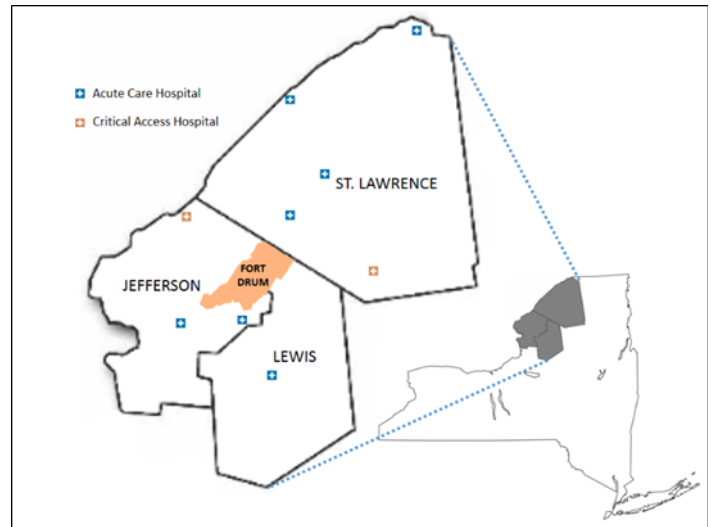 Acute Care Hospital
Critical Access Hospital
ST. LAWRENCE
JEFFERSON
FORT
DRUM
LEWIS